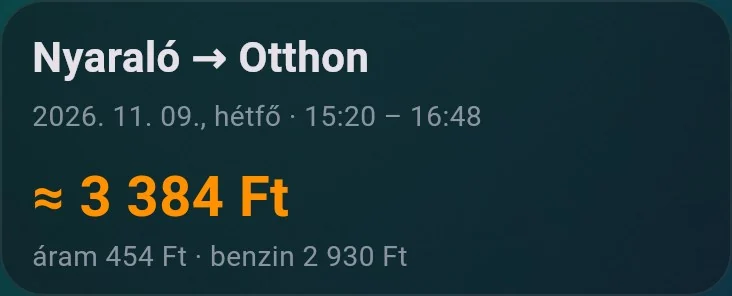 Nyaraló → Otthon
2026. 11. 09., hétfő · 15:20 – 16:48
≈ 3 384 Ft
áram 454 Ft · benzin 2 930 Ft